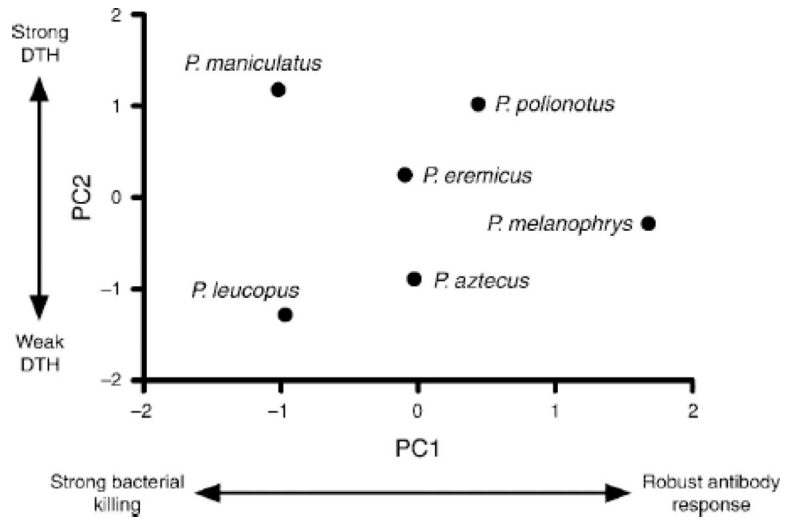 Strong
DTH
Weak
DTH
PC2
2
1
0
−1
−2
P. maniculatus
P. polionotus
P. eremicus
P. melanophrys
P. aztecus
P. leucopus
−2
−1
0
1
2
PC1
Strong bacterial
killing
Robust antibody
response